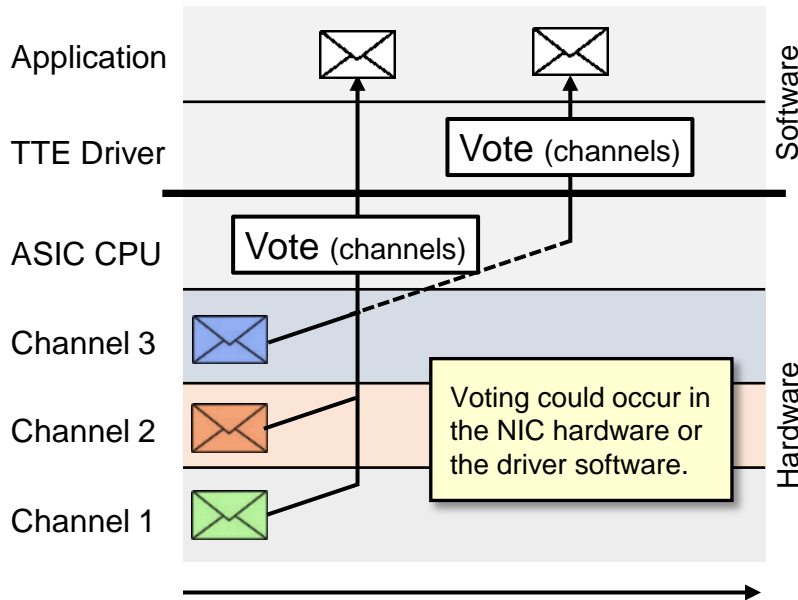 Application
TTE Driver
Vote (channels)
ASIC CPU
Vote (channels)
Channel 3
Channel 2
Channel 1
Voting could occur in
the NIC hardware or
the driver software.
Software
Hardware